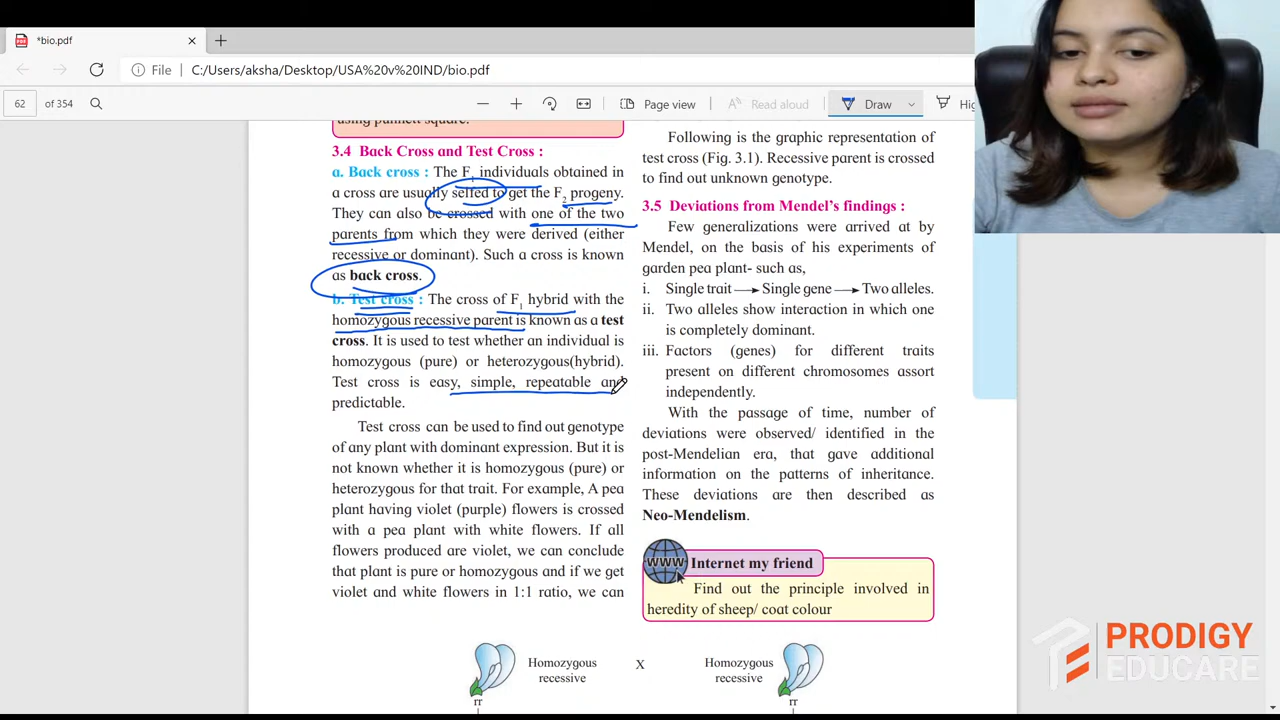 *bio.pdf
File
C:/Users/aksha/Desktop/USA%20v%20IND/bio.pdf
62 of 354
Page view
Read aloud
Draw
using punnett square.
3.4 Back Cross and Test Cross :
a. Back cross : The F1 individuals obtained in
a cross are usually selfed to get the F2 progeny.
They can also be crossed with one of the two
parents from which they were derived (either
recessive or dominant). Such a cross is known
as back cross.
b. Test cross : The cross of F1 hybrid with the
homozygous recessive parent is known as a test
cross. It is used to test whether an individual is
homozygous (pure) or heterozygous(hybrid).
Test cross is easy, simple, repeatable and
predictable.
Test cross can be used to find out genotype
of any plant with dominant expression. But it is
not known whether it is homozygous (pure) or
heterozygous for that trait. For example, A pea
plant having violet (purple) flowers is crossed
with a pea plant with white flowers. If all
flowers produced are violet, we can conclude
that plant is pure or homozygous and if we get
violet and white flowers in 1:1 ratio, we can
Following is the graphic representation of
test cross (Fig. 3.1). Recessive parent is crossed
to find out unknown genotype.
3.5 Deviations from Mendel's findings :
Few generalizations were arrived at by
Mendel, on the basis of his experiments of
garden pea plant- such as,
i. Single trait → Single gene → Two alleles.
ii. Two alleles show interaction in which one
is completely dominant.
iii. Factors (genes) for different traits
present on different chromosomes assort
independently.
With the passage of time, number of
deviations were observed/ identified in the
post-Mendelian era, that gave additional
information on the patterns of inheritance.
These deviations are then described as
Neo-Mendelism.
www
Internet my friend
Find out the principle involved in
heredity of sheep/ coat colour
Homozygous
recessive
X
Homozygous
recessive
rr
rr
PRODIGY
EDUCARE